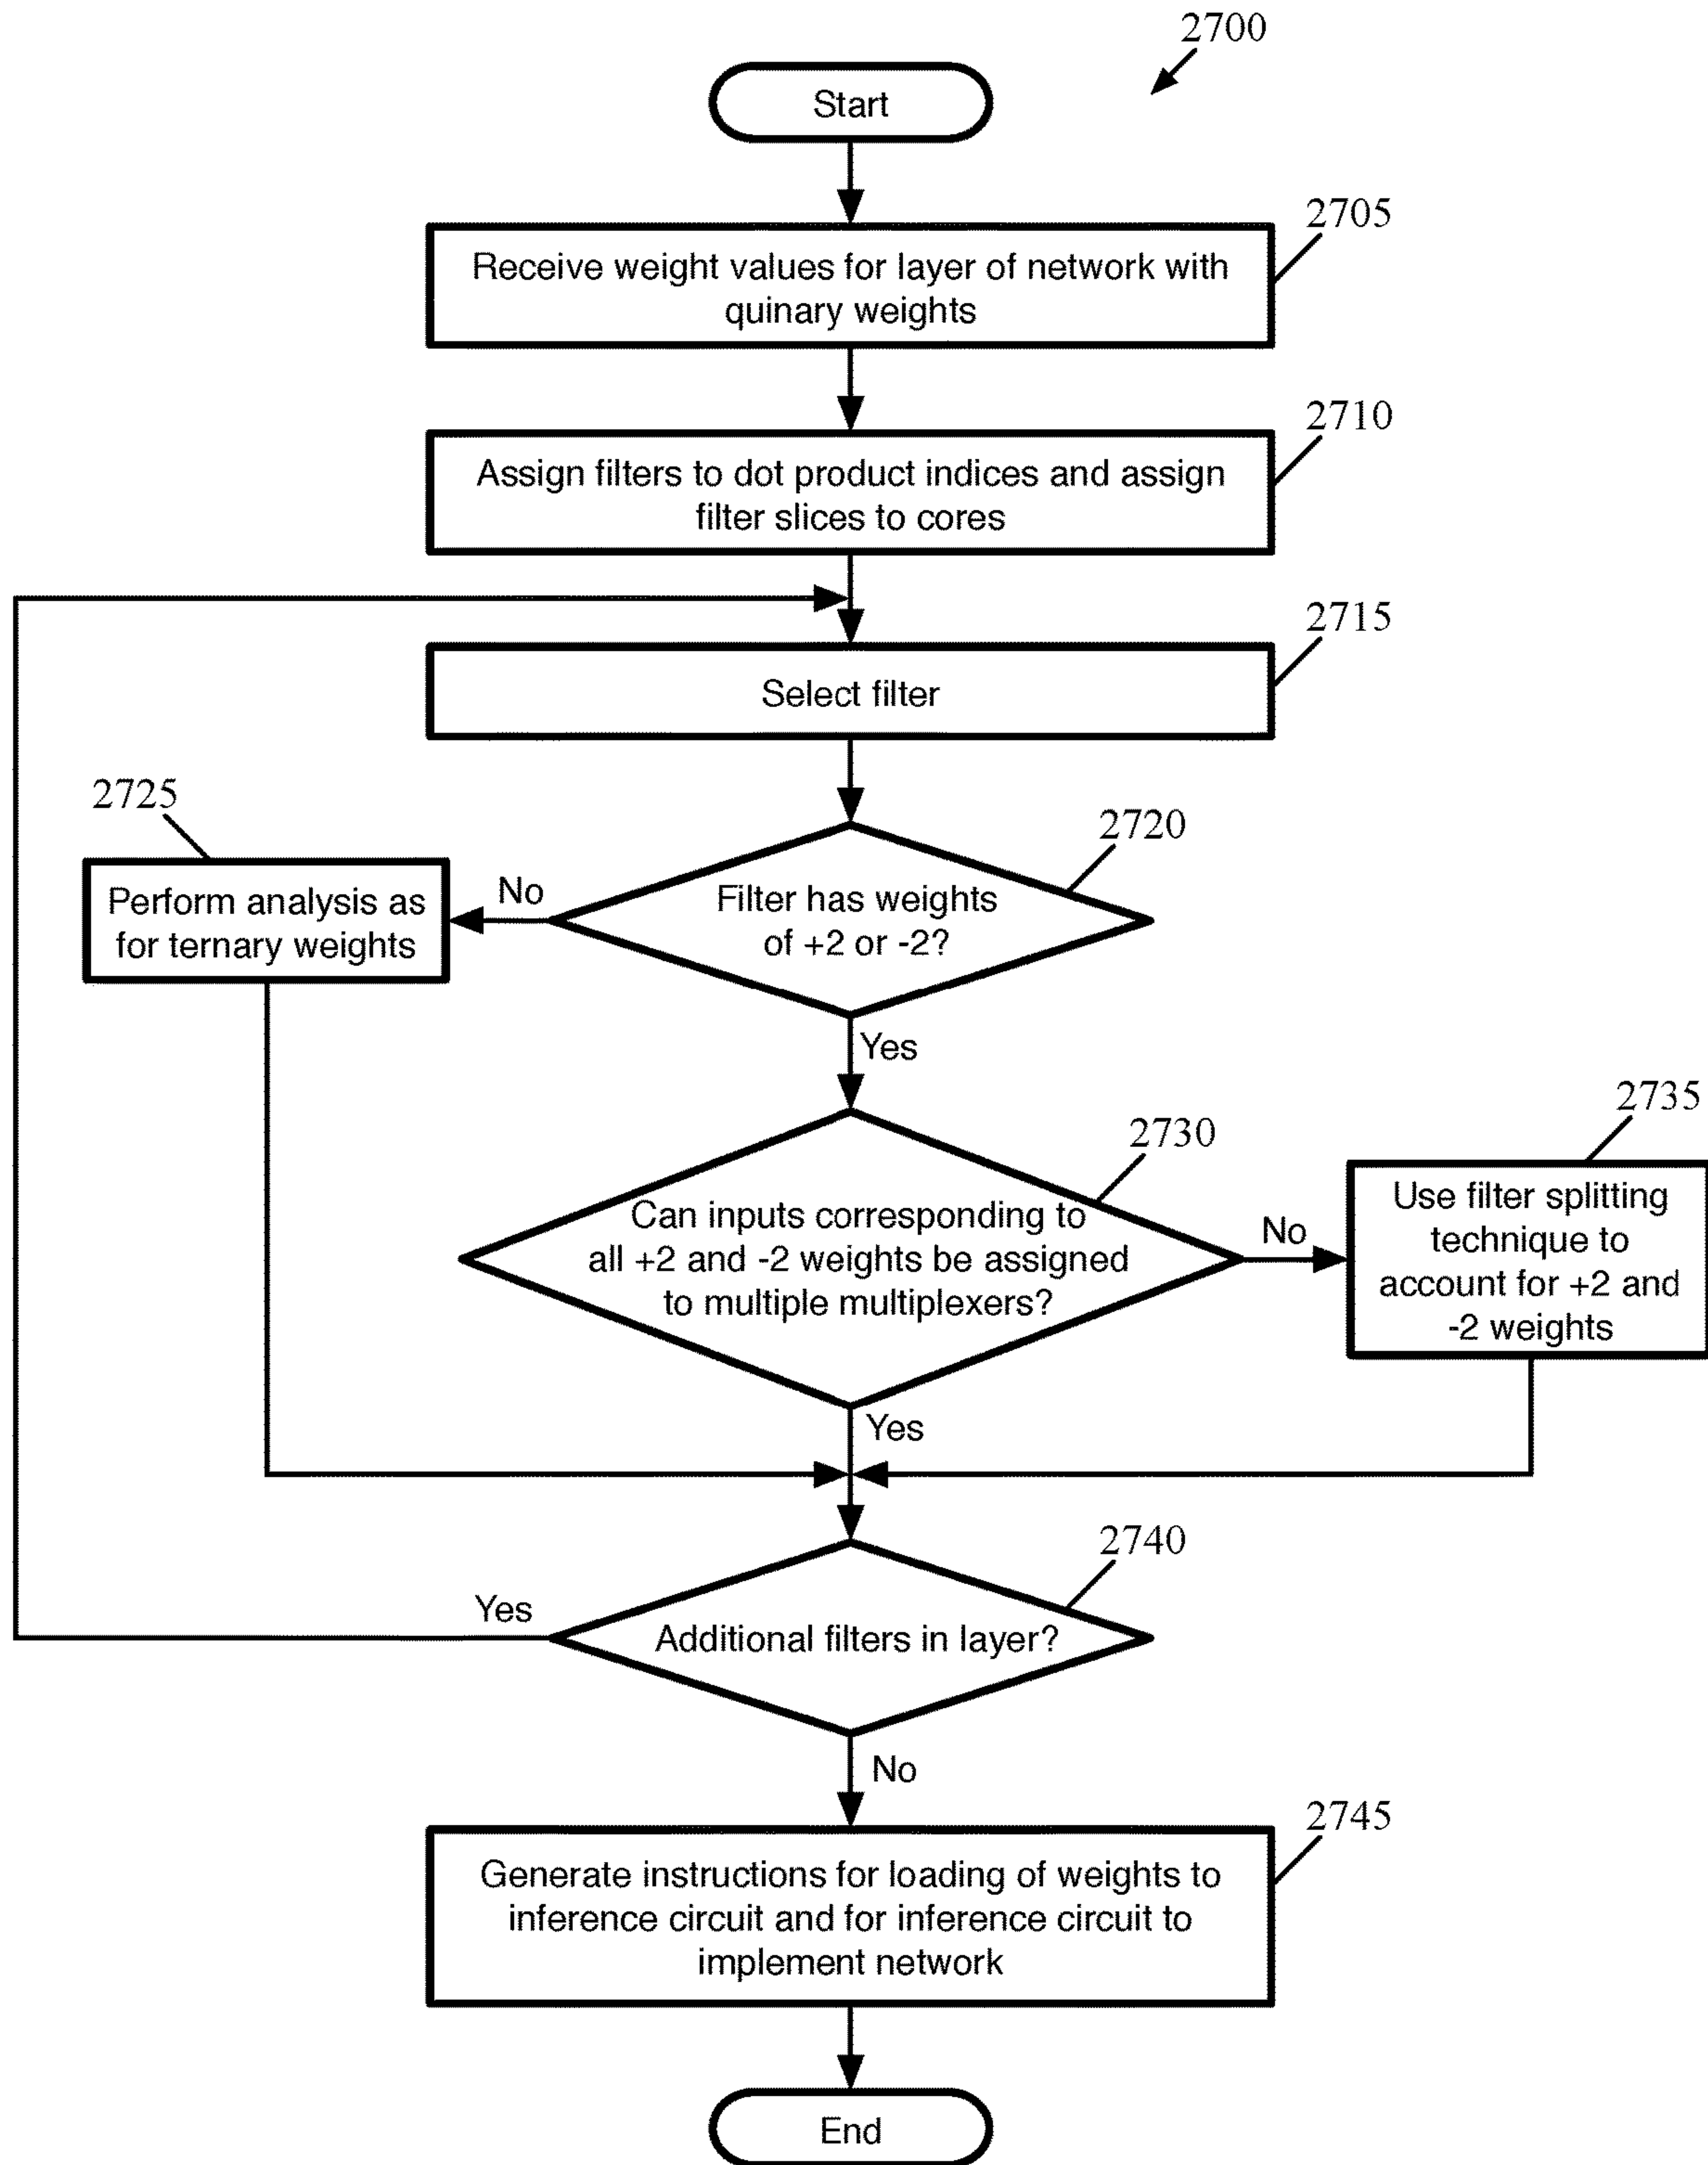 2700
Start
2705
Receive weight values for layer of network with
quinary weights
2710
Assign filters to dot product indices and assign
filter slices to cores
2715
Select filter
2725
2720
Perform analysis as
for ternary weights
No
Filter has weights
of +2 or -2?
Yes
2735
2730
Can inputs corresponding to
all +2 and -2 weights be assigned
to multiple multiplexers?
No
Use filter splitting
technique to
account for +2 and
-2 weights
Yes
2740
Yes
Additional filters in layer?
No
2745
Generate instructions for loading of weights to
inference circuit and for inference circuit to
implement network
End